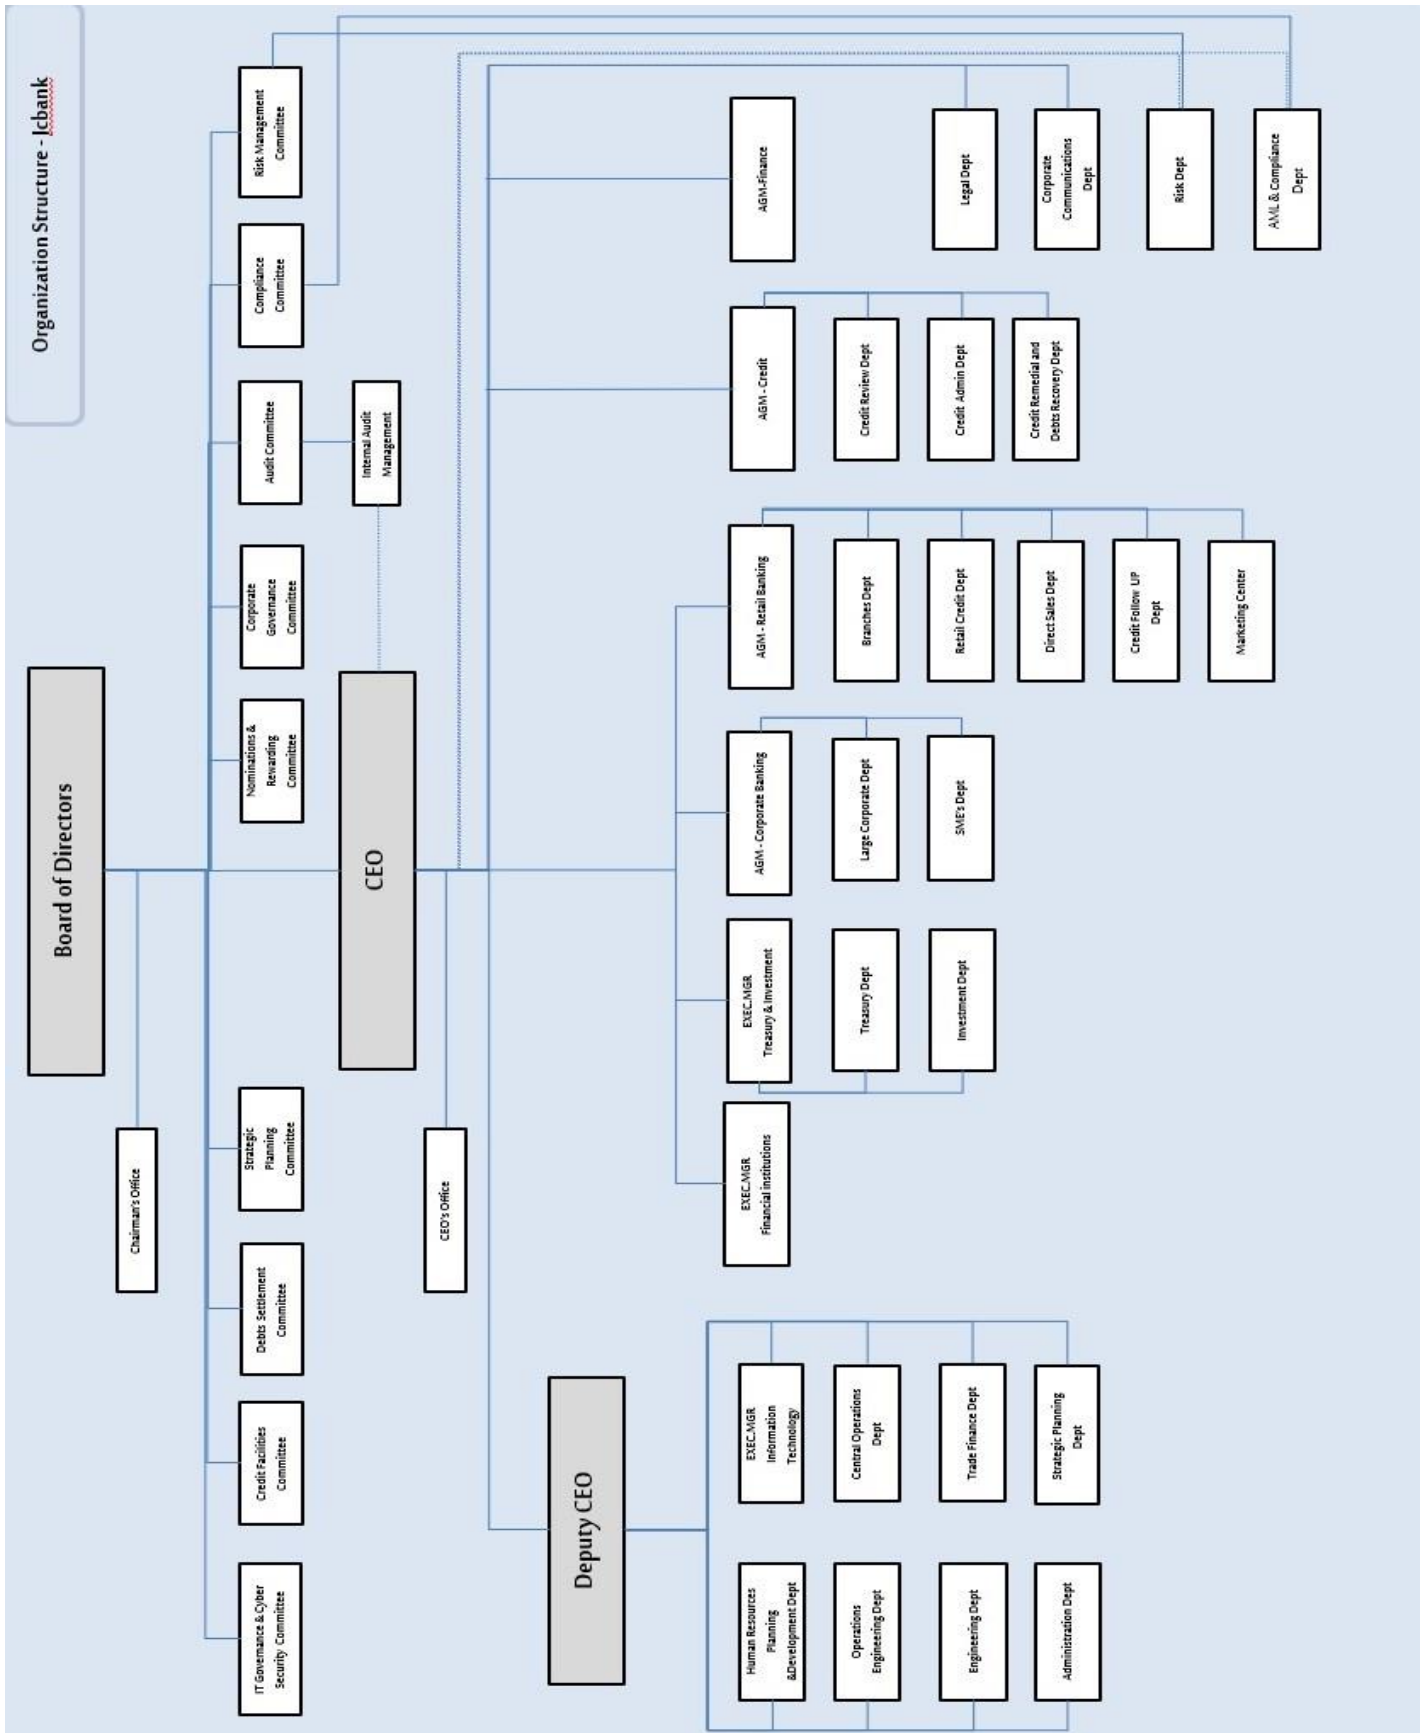 Organization Structure - Jcbank
Board of Directors
Chairman's Office
IT Governance & Cyber
Security Committee
Credit Facilities
Committee
Debts Settlement
Committee
Strategic
Planning
Committee
Nominations &
Rewarding
Committee
Corporate
Governance
Committee
Audit Committee
Compliance
Committee
Risk Management
Committee
Internal Audit
Management
CEO
CEO's Office
Deputy CEO
Human Resources
Planning
&Development Dept
Operations
Engineering Dept
Engineering Dept
Administration Dept
EXEC.MGR
Information
Technology
Central Operations
Dept
Trade Finance Dept
Strategic Planning
Dept
EXEC.MGR
Financial institutions
EXEC.MGR
Treasury & Investment
Treasury Dept
Investment Dept
AGM - Corporate Banking
Large Corporate Dept
SME's Dept
AGM - Retail Banking
Branches Dept
Retail Credit Dept
Direct Sales Dept
Credit Follow UP
Dept
Marketing Center
AGM - Credit
Credit Review Dept
Credit Admin Dept
Credit Remedial and
Debts Recovery Dept
AGM-Finance
Legal Dept
Corporate
Communications
Dept
Risk Dept
AML & Compliance
Dept